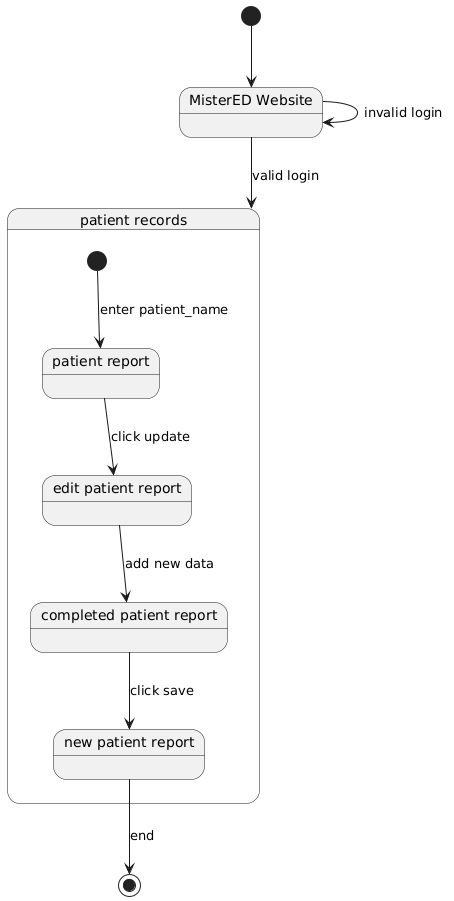 MisterED Website
invalid login
valid login
patient records
enter patient_name
patient report
click update
edit patient report
add new data
completed patient report
click save
new patient report
end